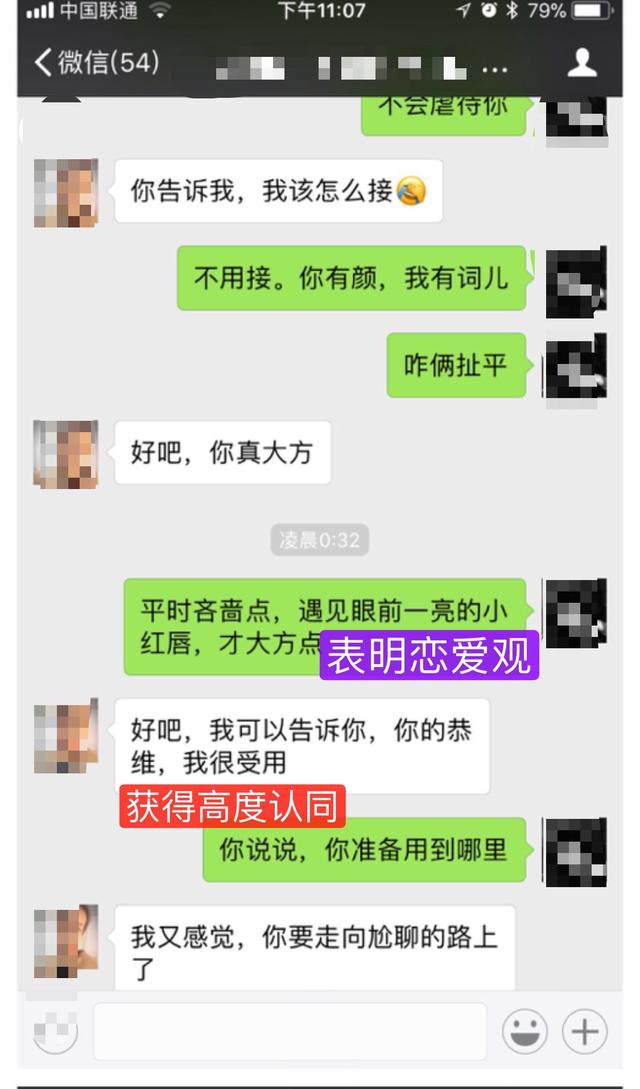 中国联通
下午11:07
79%
微信(54)
...
不会虐待你
你告诉我，我该怎么接
不用接。你有颜，我有词儿
咋俩扯平
好吧，你真大方
凌晨0:32
平时吝啬点，遇见眼前一亮的小
红唇，才大方点
表明恋爱观
好吧，我可以告诉你，你的恭
维，我很受用
获得高度认同
你说说，你准备用到哪里
我又感觉，你要走向尬聊的路上
了